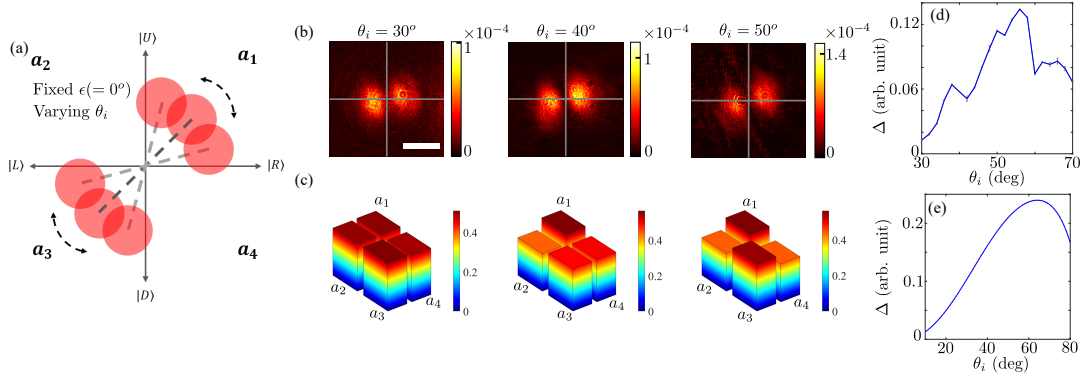 (a)
|U⟩
a₂
a₁
Fixed ϵ(= 0°)
Varying θᵢ
|L⟩
|R⟩
a₃
a₄
|D⟩
(b)
θᵢ = 30°
×10⁻⁴
1
0
θᵢ = 40°
×10⁻⁴
1
0
θᵢ = 50°
×10⁻⁴
1.4
0
(c)
a₁
a₂
a₃
a₄
0.4
0.2
0
a₁
a₂
a₃
a₄
0.4
0.2
0
a₁
a₂
a₃
a₄
0.4
0.2
0
(d)
Δ (arb. unit)
0.12
0.06
0
30
50
70
θᵢ (deg)
(e)
Δ (arb. unit)
0.2
0.1
0
20
40
60
80
θᵢ (deg)